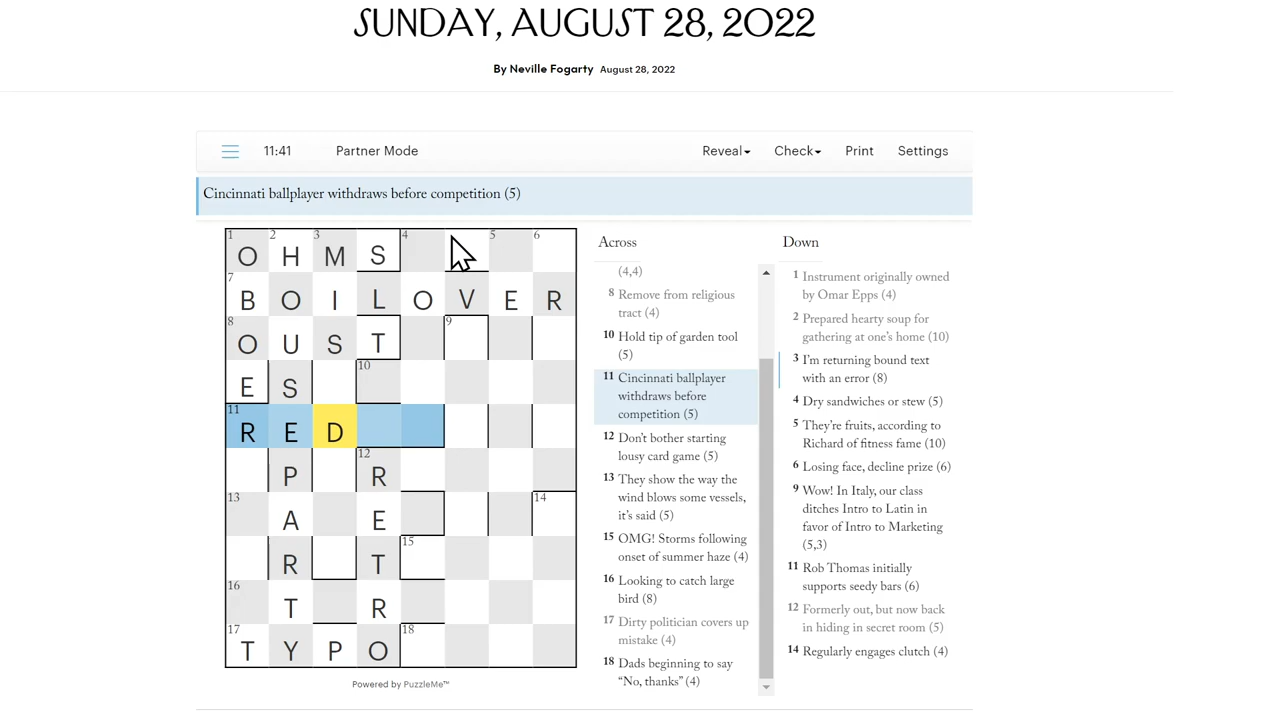 SUNDAY, AUGUST 28, 2022
By Neville Fogarty August 28, 2022
11:41 Partner Mode Reveal Check Print Settings
Cincinnati ballplayer withdraws before competition (5)
1 2 3 4 5 6
O H M S
7
B O I L O V E R
8 9
O U S T
10
E S
11
R E D
12
P R
13 14
A E
15
R T
16
T R
17 18
T Y P O
Powered by PuzzleMe™
Across
(4,4)
8 Remove from religious
tract (4)
10 Hold tip of garden tool
(5)
11 Cincinnati ballplayer
withdraws before
competition (5)
12 Don't bother starting
lousy card game (5)
13 They show the way the
wind blows some vessels,
it's said (5)
15 OMG! Storms following
onset of summer haze (4)
16 Looking to catch large
bird (8)
17 Dirty politician covers up
mistake (4)
18 Dads beginning to say
"No, thanks" (4)
Down
1 Instrument originally owned
by Omar Epps (4)
2 Prepared hearty soup for
gathering at one's home (10)
3 I'm returning bound text
with an error (8)
4 Dry sandwiches or stew (5)
5 They're fruits, according to
Richard of fitness fame (10)
6 Losing face, decline prize (6)
9 Wow! In Italy, our class
ditches Intro to Latin in
favor of Intro to Marketing
(5,3)
11 Rob Thomas initially
supports seedy bars (6)
12 Formerly out, but now back
in hiding in secret room (5)
14 Regularly engages clutch (4)